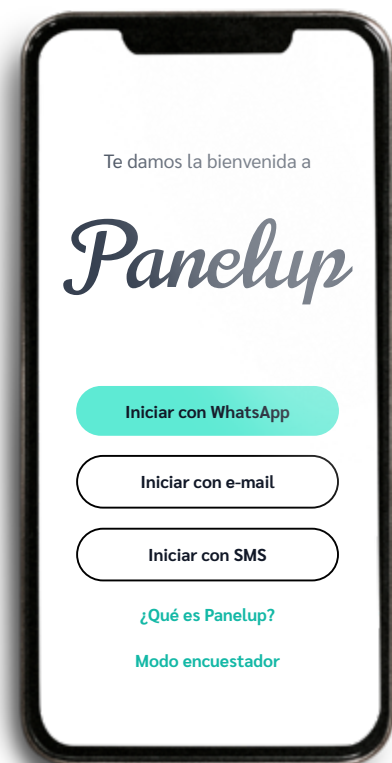 Te damos la bienvenida a
Panelup
Iniciar con WhatsApp
Iniciar con e-mail
Iniciar con SMS
¿Qué es Panelup?
Modo encuestador